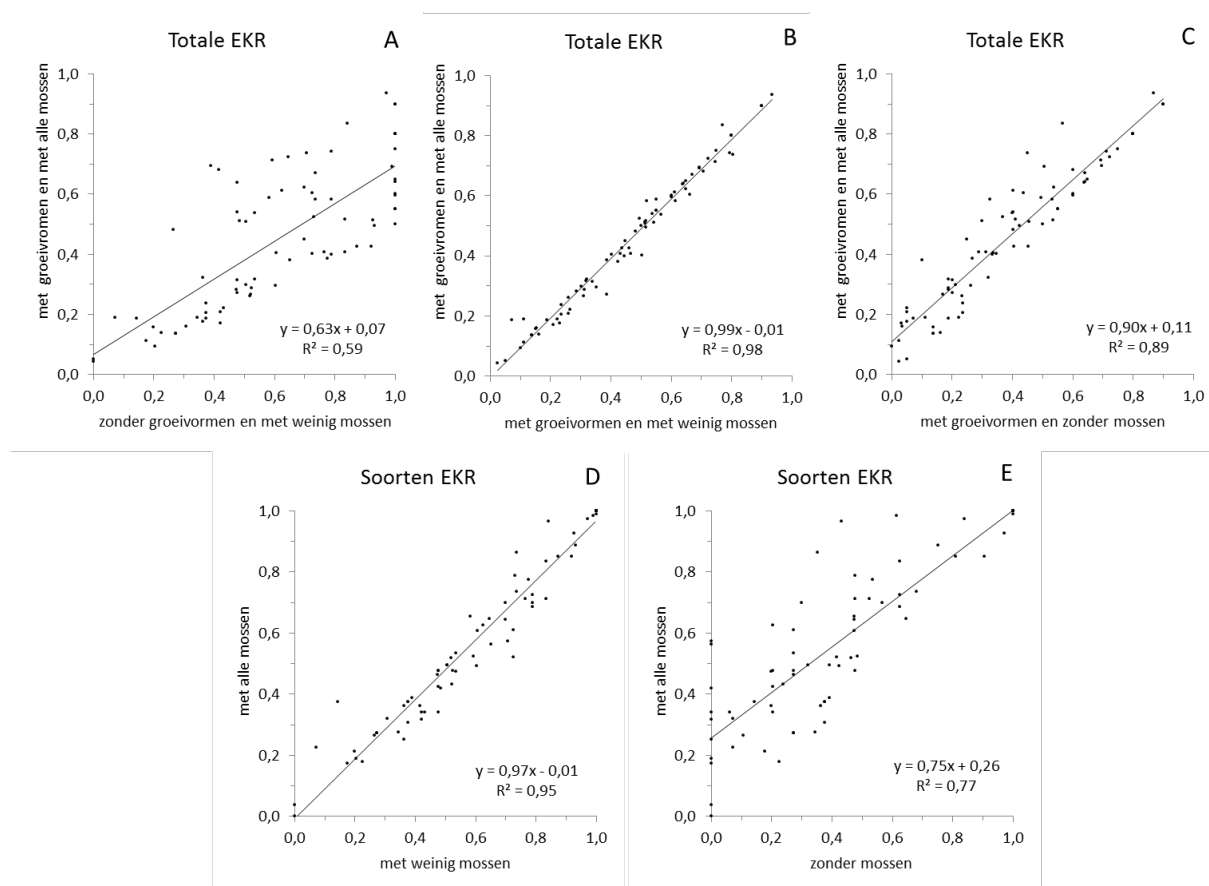 Totale EKR
A
met groeivromen en met alle mossen
1,0
0,8
0,6
0,4
0,2
0,0
y = 0,63x + 0,07
R² = 0,59
0,0 0,2 0,4 0,6 0,8 1,0
zonder groeivormen en met weinig mossen
Totale EKR
B
met groeivromen en met alle mossen
1,0
0,8
0,6
0,4
0,2
0,0
y = 0,99x - 0,01
R² = 0,98
0,0 0,2 0,4 0,6 0,8 1,0
met groeivormen en met weinig mossen
Totale EKR
C
met groeivromen en met alle mossen
1,0
0,8
0,6
0,4
0,2
0,0
y = 0,90x + 0,11
R² = 0,89
0,0 0,2 0,4 0,6 0,8 1,0
met groeivormen en zonder mossen
Soorten EKR
D
met alle mossen
1,0
0,8
0,6
0,4
0,2
0,0
y = 0,97x - 0,01
R² = 0,95
0,0 0,2 0,4 0,6 0,8 1,0
met weinig mossen
Soorten EKR
E
met alle mossen
1,0
0,8
0,6
0,4
0,2
0,0
y = 0,75x + 0,26
R² = 0,77
0,0 0,2 0,4 0,6 0,8 1,0
zonder mossen